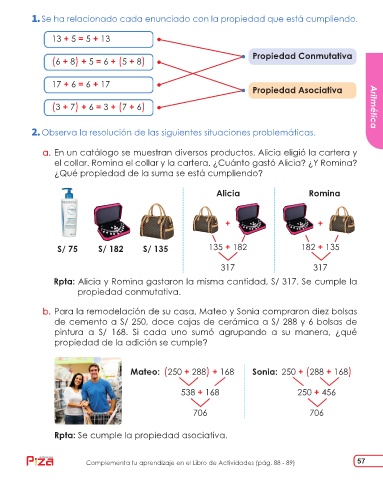 1. Se ha relacionado cada enunciado con la propiedad que está cumpliendo.
13 + 5 = 5 + 13
(6 + 8) + 5 = 6 + (5 + 8)
Propiedad Conmutativa
17 + 6 = 6 + 17
Propiedad Asociativa
(3 + 7) + 6 = 3 + (7 + 6)
Aritmética
2. Observa la resolución de las siguientes situaciones problemáticas.
a. En un catálogo se muestran diversos productos. Alicia eligió la cartera y
el collar. Romina el collar y la cartera. ¿Cuánto gastó Alicia? ¿Y Romina?
¿Qué propiedad de la suma se está cumpliendo?
Alicia Romina
+ +
S/ 75 S/ 182 S/ 135 135 + 182 182 + 135
317 317
Rpta: Alicia y Romina gastaron la misma cantidad, S/ 317. Se cumple la
propiedad conmutativa.
b. Para la remodelación de su casa, Mateo y Sonia compraron diez bolsas
de cemento a S/ 250, doce cajas de cerámica a S/ 288 y 6 bolsas de
pintura a S/ 168. Si cada uno sumó agrupando a su manera, ¿qué
propiedad de la adición se cumple?
Mateo: (250 + 288) + 168 Sonia: 250 + (288 + 168)
538 + 168 250 + 456
706 706
Rpta: Se cumple la propiedad asociativa.
Complementa tu aprendizaje en el Libro de Actividades (pág. 88 - 89) 57